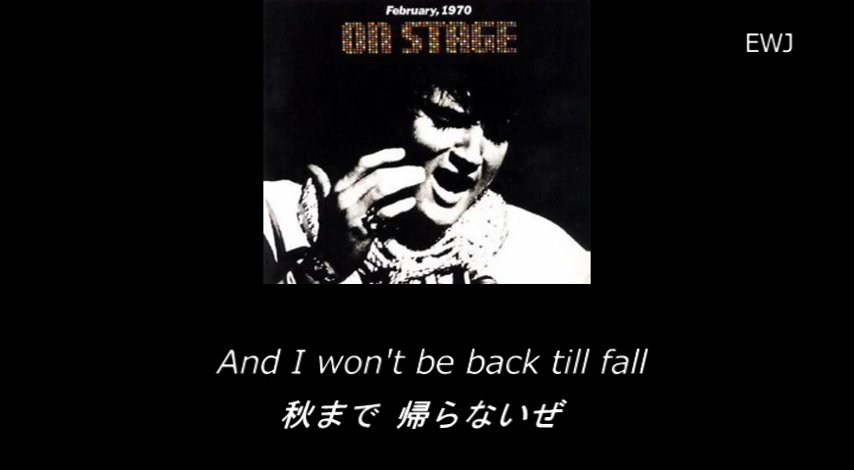 February, 1970
ON STAGE
EWJ
And I won't be back till fall
秋まで 帰らないぜ